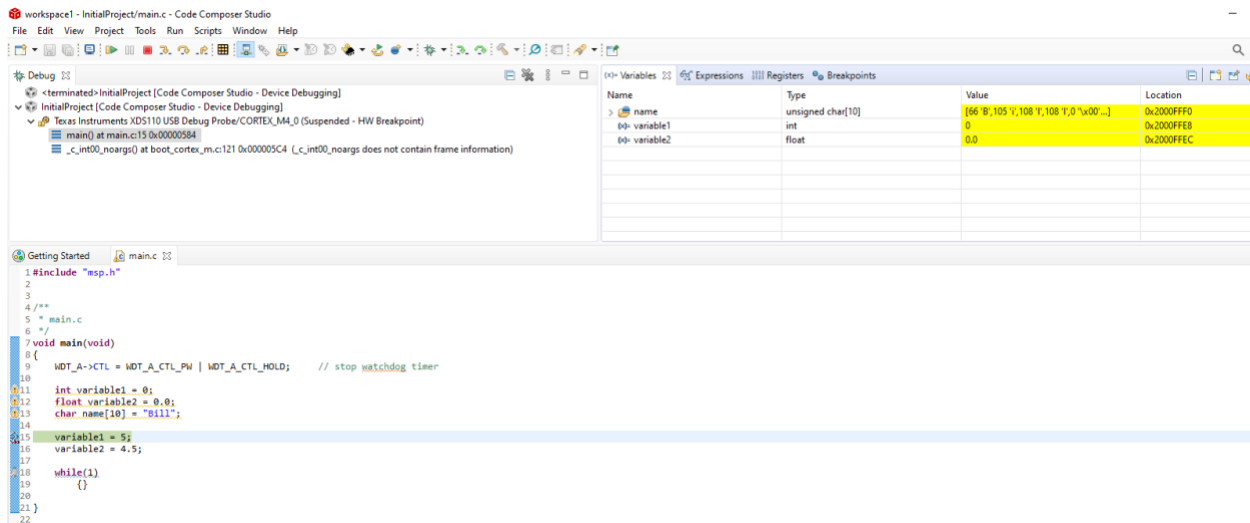 workspace1 - InitialProject/main.c - Code Composer Studio
File Edit View Project Tools Run Scripts Window Help
Debug
<terminated>InitialProject [Code Composer Studio - Device Debugging]
InitialProject [Code Composer Studio - Device Debugging]
Texas Instruments XDS110 USB Debug Probe/CORTEX_M4_0 (Suspended - HW Breakpoint)
main() at main.c:15 0x00000584
_c_int00_noargs() at boot_cortex_m.c:121 0x000005C4 (_c_int00_noargs does not contain frame information)
(x)= Variables Expressions Registers Breakpoints
Name Type Value Location
name unsigned char[10] [66 'B',105 'i',108 'l',108 'l',0 '\x00'...] 0x2000FFF0
(x)= variable1 int 0 0x2000FFE8
(x)= variable2 float 0.0 0x2000FFEC
Getting Started main.c
1 #include "msp.h"
2
3
4 /**
5 * main.c
6 */
7 void main(void)
8 {
9 WDT_A->CTL = WDT_A_CTL_PW | WDT_A_CTL_HOLD; // stop watchdog timer
10
11 int variable1 = 0;
12 float variable2 = 0.0;
13 char name[10] = "Bill";
14
15 variable1 = 5;
16 variable2 = 4.5;
17
18 while(1)
19 {}
20
21 }
22